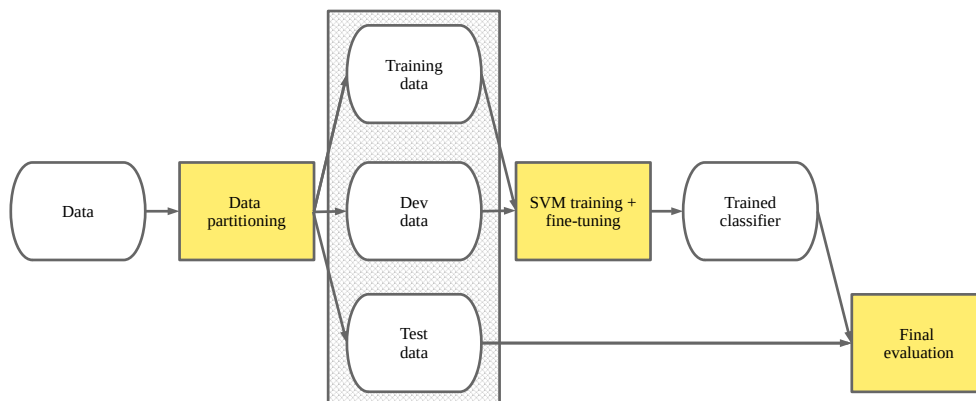 Training
data
Data
Data
partitioning
Dev
data
SVM training +
fine-tuning
Trained
classifier
Test
data
Final
evaluation